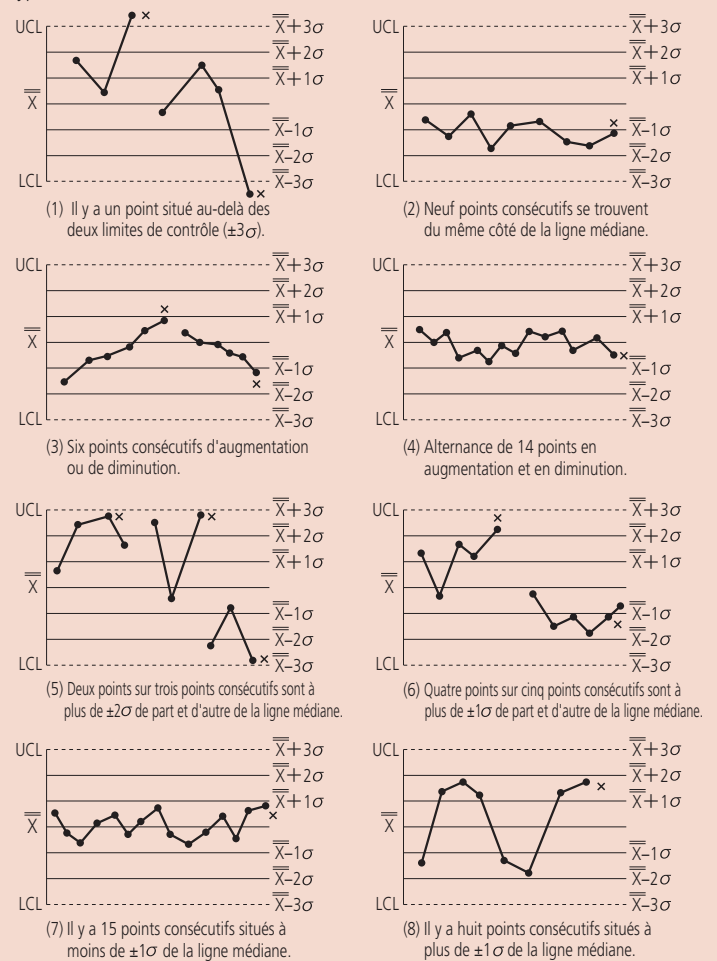 UCL
X̿+3σ
X̿+2σ
X̿+1σ
X̿
X̿–1σ
X̿–2σ
LCL
X̿–3σ
(1) Il y a un point situé au-delà des
deux limites de contrôle (±3σ).
UCL
X̿+3σ
X̿+2σ
X̿+1σ
X̿
X̿–1σ
X̿–2σ
LCL
X̿–3σ
(2) Neuf points consécutifs se trouvent
du même côté de la ligne médiane.
UCL
X̿+3σ
X̿+2σ
X̿+1σ
X̿
X̿–1σ
X̿–2σ
LCL
X̿–3σ
(3) Six points consécutifs d'augmentation
ou de diminution.
UCL
X̿+3σ
X̿+2σ
X̿+1σ
X̿
X̿–1σ
X̿–2σ
LCL
X̿–3σ
(4) Alternance de 14 points en
augmentation et en diminution.
UCL
X̿+3σ
X̿+2σ
X̿+1σ
X̿
X̿–1σ
X̿–2σ
LCL
X̿–3σ
(5) Deux points sur trois points consécutifs sont à
plus de ±2σ de part et d'autre de la ligne médiane.
UCL
X̿+3σ
X̿+2σ
X̿+1σ
X̿
X̿–1σ
X̿–2σ
LCL
X̿–3σ
(6) Quatre points sur cinq points consécutifs sont à
plus de ±1σ de part et d'autre de la ligne médiane.
UCL
X̿+3σ
X̿+2σ
X̿+1σ
X̿
X̿–1σ
X̿–2σ
LCL
X̿–3σ
(7) Il y a 15 points consécutifs situés à
moins de ±1σ de la ligne médiane.
UCL
X̿+3σ
X̿+2σ
X̿+1σ
X̿
X̿–1σ
X̿–2σ
LCL
X̿–3σ
(8) Il y a huit points consécutifs situés à
plus de ±1σ de la ligne médiane.